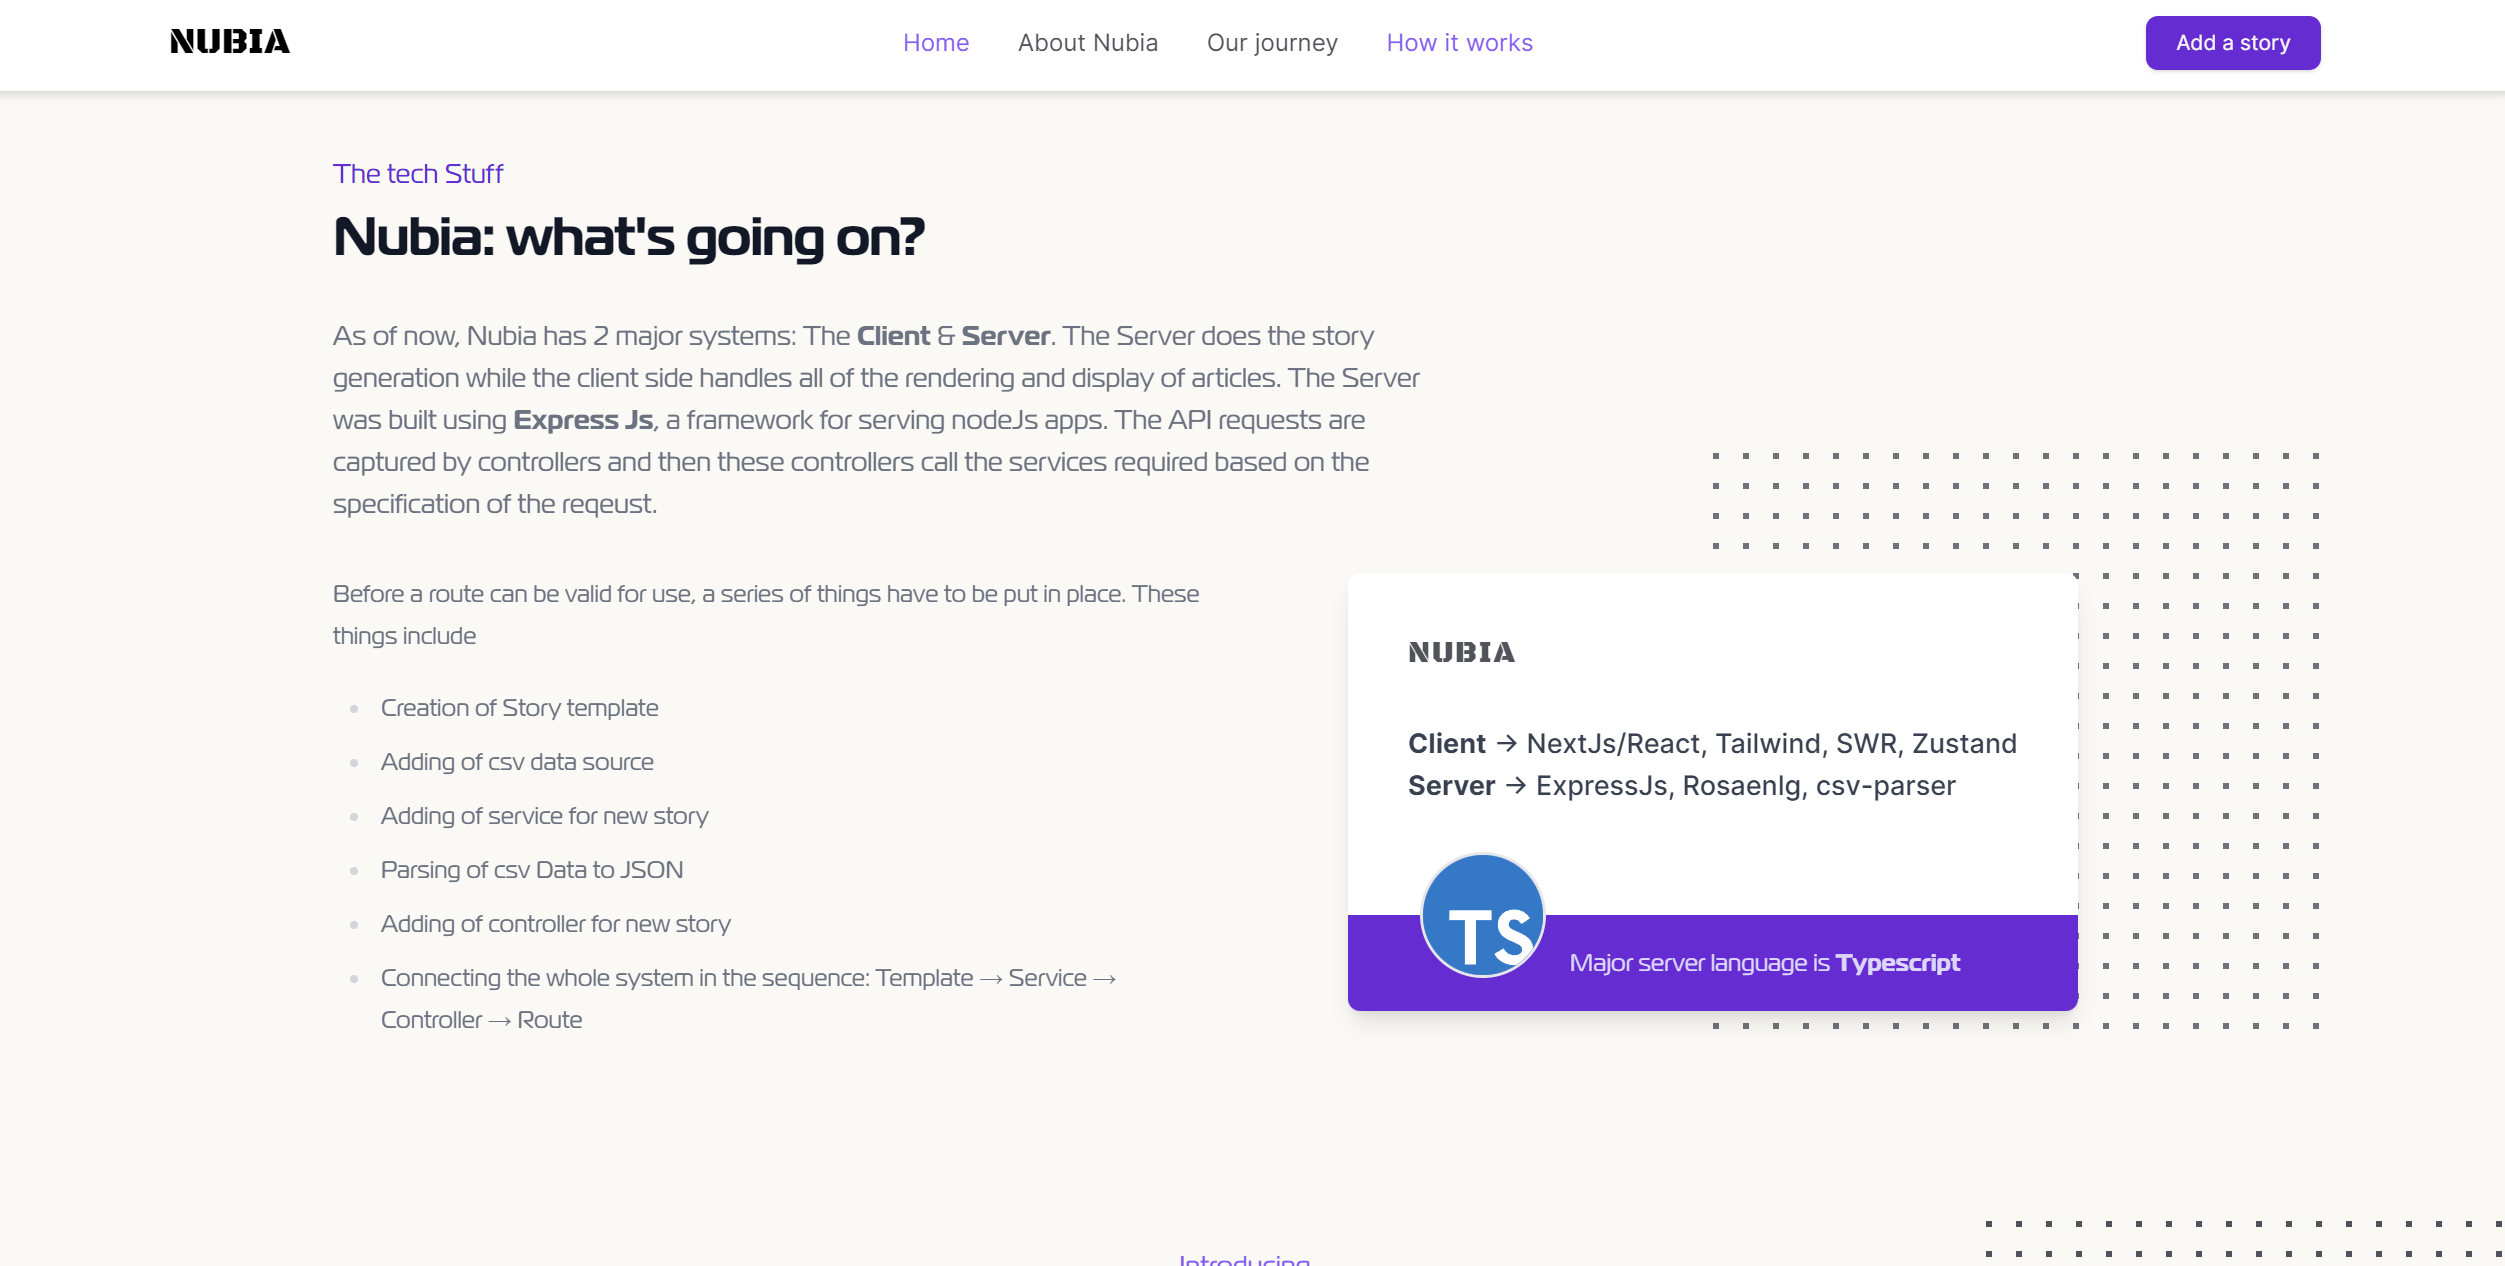 NUBIA
Home
About Nubia
Our journey
How it works
Add a story
The tech Stuff
Nubia: what's going on?
As of now, Nubia has 2 major systems: The Client & Server. The Server does the story
generation while the client side handles all of the rendering and display of articles. The Server
was built using Express Js, a framework for serving nodeJs apps. The API requests are
captured by controllers and then these controllers call the services required based on the
specification of the reqeust.
Before a route can be valid for use, a series of things have to be put in place. These
things include
Creation of Story template
Adding of csv data source
Adding of service for new story
Parsing of csv Data to JSON
Adding of controller for new story
Connecting the whole system in the sequence: Template → Service →
Controller → Route
NUBIA
Client → NextJs/React, Tailwind, SWR, Zustand
Server → ExpressJs, Rosaenlg, csv-parser
TS
Major server language is Typescript
Introducing